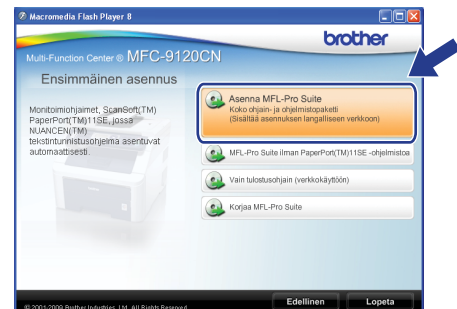 Macromedia Flash Player 8
brother
Multi-Function Center ® MFC-9120CN
Ensimmäinen asennus
Monitoimiohjaimet, ScanSoft(TM)
PaperPort(TM)11SE, jossa
NUANCEN(TM)
tekstintunnistusohjelma asentuvat
automaattisesti.
Asenna MFL-Pro Suite
Koko ohjain- ja ohjelmistopaketti
(Sisältää asennuksen langalliseen verkkoon)
MFL-Pro Suite ilman PaperPort(TM)11SE -ohjelmistoa
Vain tulostusohjain (verkkokäyttöön)
Korjaa MFL-Pro Suite
© 2001-2009 Brother Industries, Ltd. All Rights Reserved.
Edellinen
Lopeta